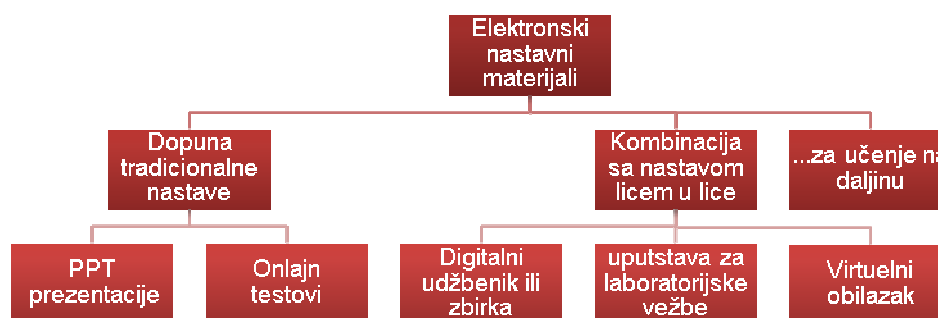 Elektronski
nastavni
materijali
Dopuna
tradicionalne
nastave
Kombinacija
sa nastavom
licem u lice
...za učenje na
daljinu
PPT
prezentacije
Onlajn
testovi
Digitalni
udžbenik ili
zbirka
uputstava za
laboratorijske
vežbe
Virtuelni
obilazak